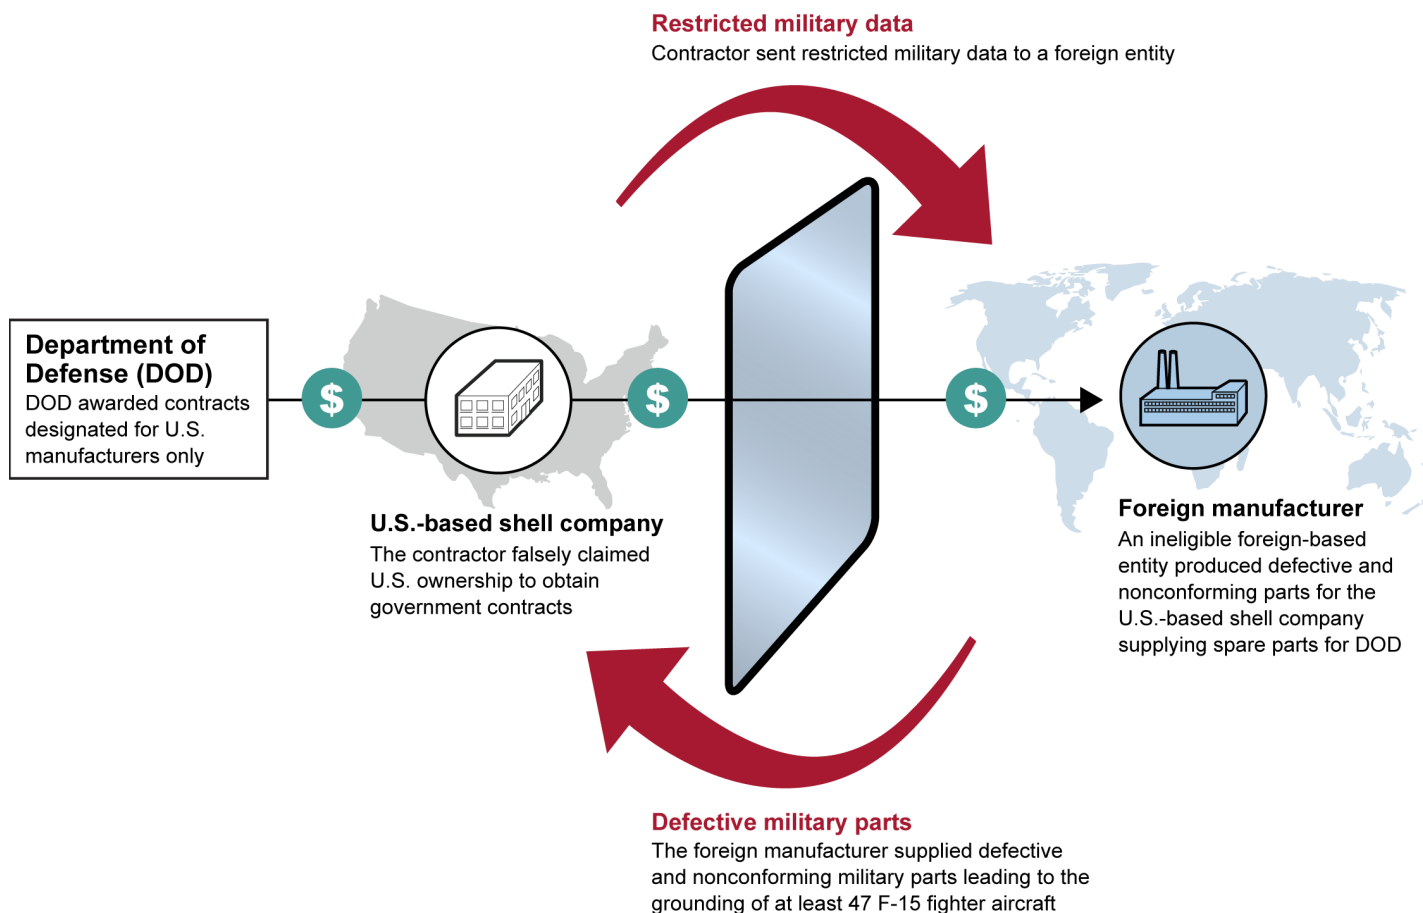 Restricted military data
Contractor sent restricted military data to a foreign entity
Department of
Defense (DOD)
DOD awarded contracts
designated for U.S.
manufacturers only
$
$
$
U.S.-based shell company
The contractor falsely claimed
U.S. ownership to obtain
government contracts
Foreign manufacturer
An ineligible foreign-based
entity produced defective and
nonconforming parts for the
U.S.-based shell company
supplying spare parts for DOD
Defective military parts
The foreign manufacturer supplied defective
and nonconforming military parts leading to the
grounding of at least 47 F-15 fighter aircraft